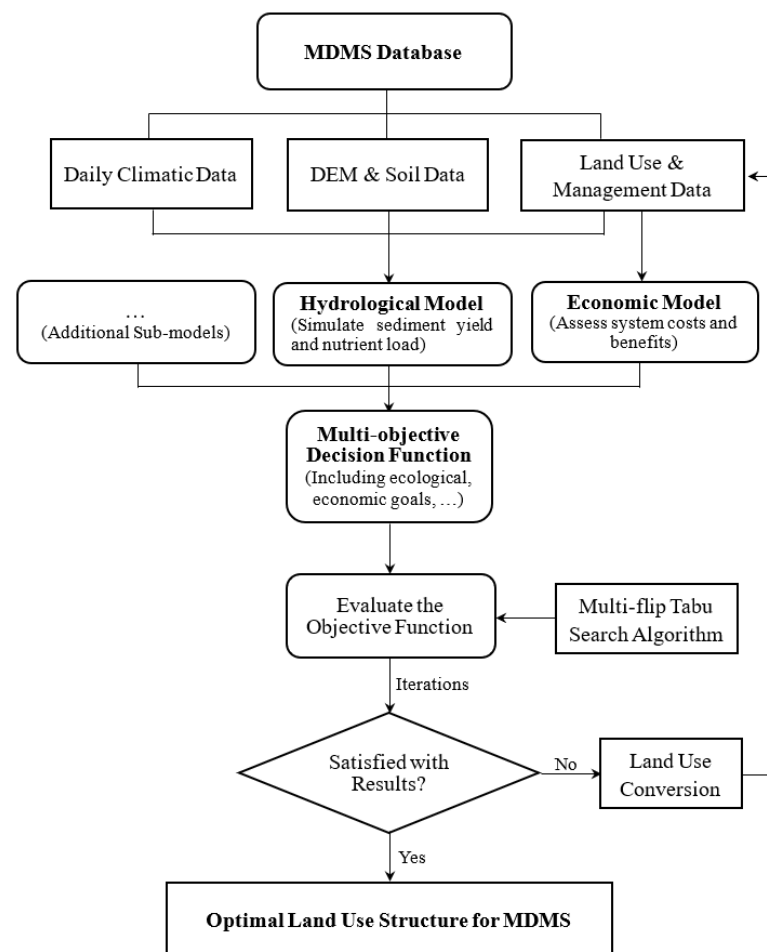 MDMS Database
Daily Climatic Data
DEM & Soil Data
Land Use &
Management Data
…
(Additional Sub-models)
Hydrological Model
(Simulate sediment yield
and nutrient load)
Economic Model
(Assess system costs and
benefits)
Multi-objective
Decision Function
(Including ecological,
economic goals, …)
Evaluate the
Objective Function
Multi-flip Tabu
Search Algorithm
Iterations
Satisfied with
Results?
No
Land Use
Conversion
Yes
Optimal Land Use Structure for MDMS